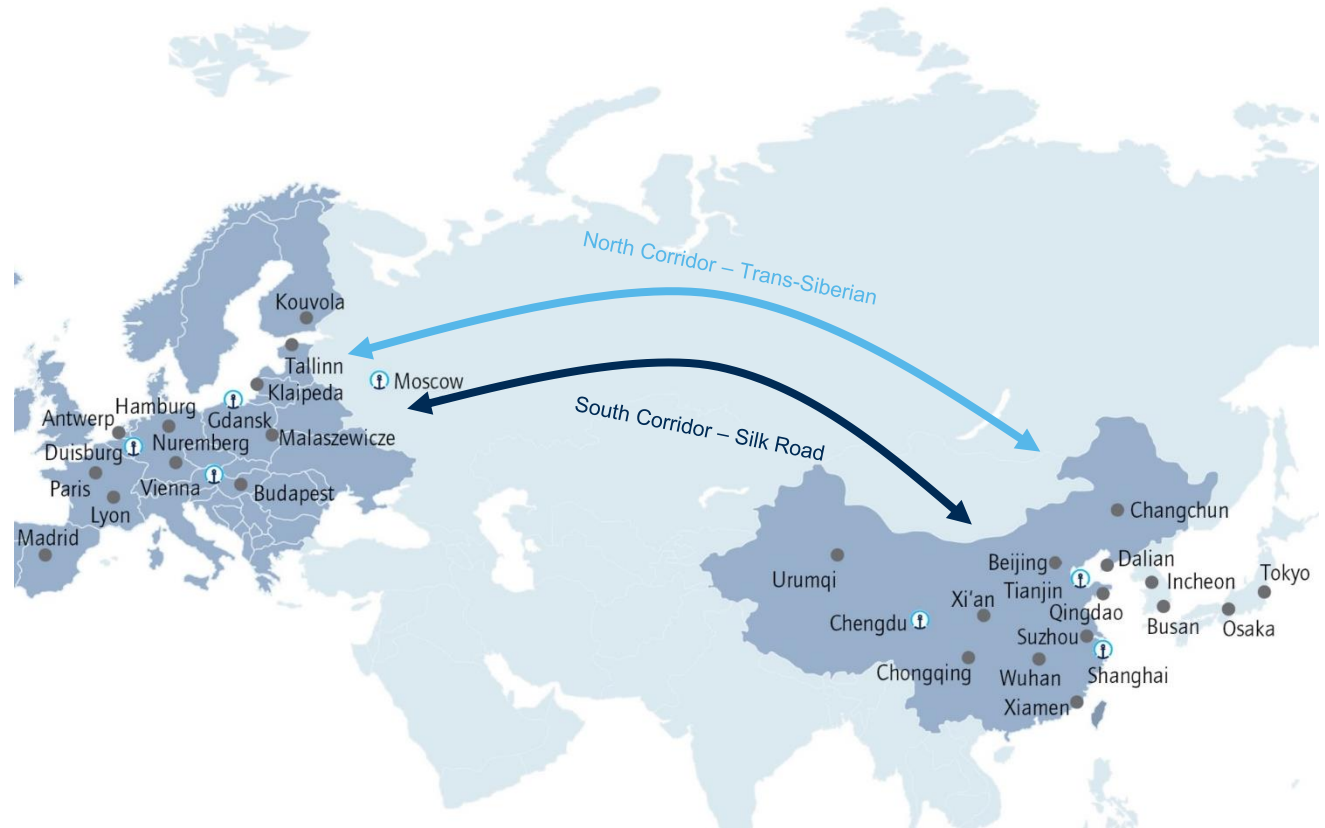 North Corridor – Trans-Siberian
South Corridor – Silk Road
Kouvola
Tallinn
Moscow
Klaipeda
Hamburg
Gdansk
Antwerp
Malaszewicze
Nuremberg
Duisburg
Paris
Vienna
Budapest
Lyon
Madrid
Changchun
Beijing
Dalian
Urumqi
Tianjin
Incheon
Tokyo
Xi’an
Qingdao
Chengdu
Suzhou
Busan
Osaka
Chongqing
Wuhan
Shanghai
Xiamen